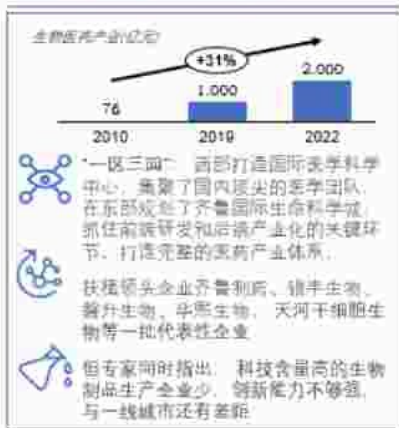 生物医药产业(亿元)
+31%
2.000
1.000
76
2010 2019 2022
"一区三园": 西部打造国际医学科学
中心, 集聚了国内顶尖的医学团队,
在东部规划了齐鲁国际生命科学城,
抓住前端研发和后端产业化的关键环
节, 打造完整的医药产业体系.
扶植领头企业齐鲁制药、银丰生物、
翰升生物、华熙生物、天河干细胞生
物等一批代表性企业
但专家同时指出, 科技含量高的生物
制品生产企业少, 创新能力不够强,
与一线城市还有差距